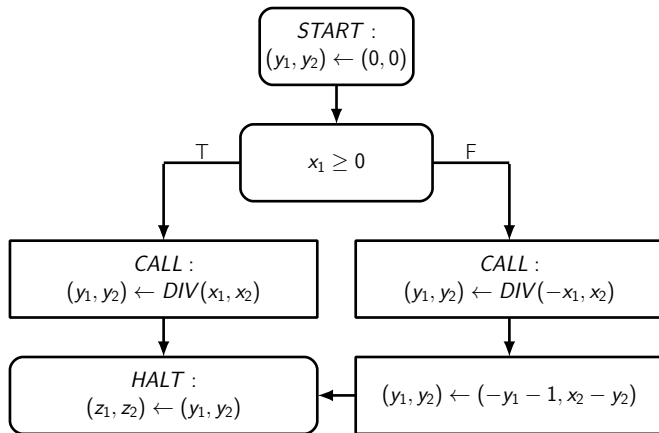 START :
(y₁, y₂) ← (0, 0)
x₁ ≥ 0
T
F
CALL :
(y₁, y₂) ← DIV(x₁, x₂)
CALL :
(y₁, y₂) ← DIV(−x₁, x₂)
HALT :
(z₁, z₂) ← (y₁, y₂)
(y₁, y₂) ← (−y₁ − 1, x₂ − y₂)